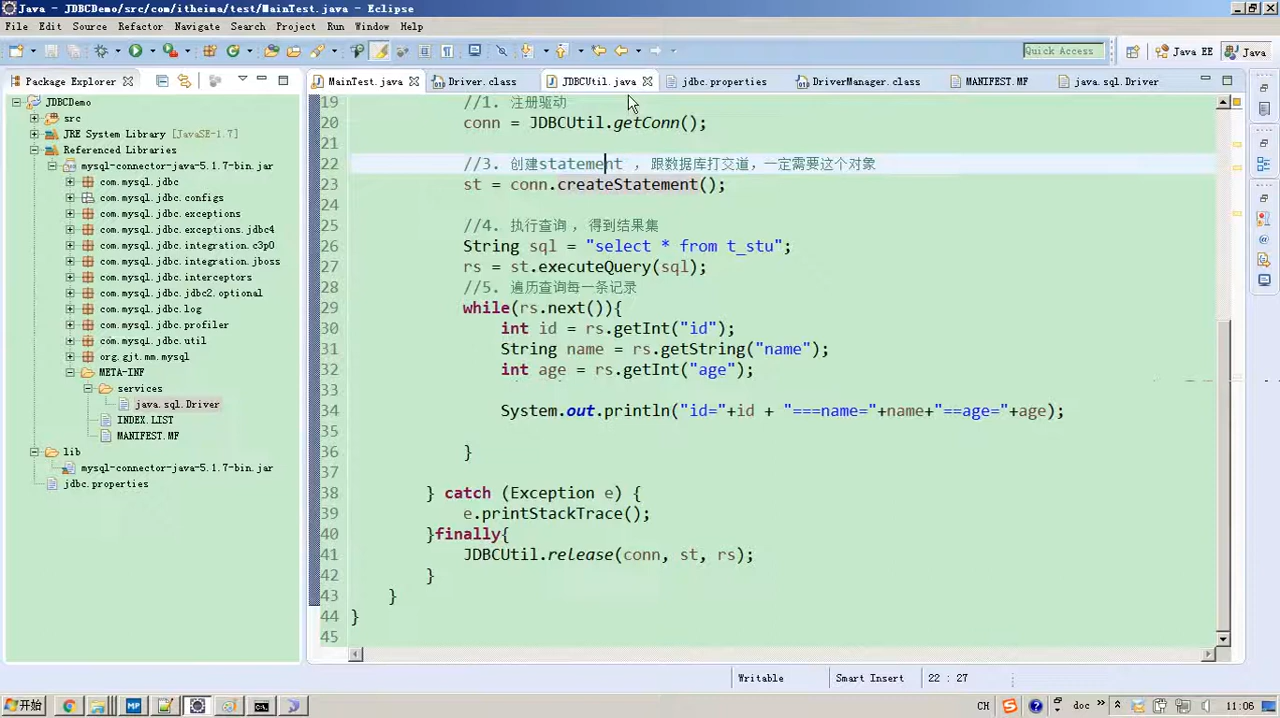 Java - JDBCDemo/src/com/itheima/test/MainTest.java - Eclipse
File Edit Source Refactor Navigate Search Project Run Window Help
Quick Access Java EE Java
Package Explorer MainTest.java Driver.class JDBCUtil.java jdbc.properties DriverManager.class MANIFEST.MF java.sql.Driver
JDBCDemo
src
JRE System Library [JavaSE-1.7]
Referenced Libraries
mysql-connector-java-5.1.7-bin.jar
com.mysql.jdbc
com.mysql.jdbc.configs
com.mysql.jdbc.exceptions
com.mysql.jdbc.exceptions.jdbc4
com.mysql.jdbc.integration.c3p0
com.mysql.jdbc.integration.jboss
com.mysql.jdbc.interceptors
com.mysql.jdbc.jdbc2.optional
com.mysql.jdbc.log
com.mysql.jdbc.profiler
com.mysql.jdbc.util
org.gjt.mm.mysql
META-INF
services
java.sql.Driver
INDEX.LIST
MANIFEST.MF
lib
mysql-connector-java-5.1.7-bin.jar
jdbc.properties
19 //1. 注册驱动
20 conn = JDBCUtil.getConn();
21
22 //3. 创建statement ，跟数据库打交道，一定需要这个对象
23 st = conn.createStatement();
24
25 //4. 执行查询 ，得到结果集
26 String sql = "select * from t_stu";
27 rs = st.executeQuery(sql);
28 //5. 遍历查询每一条记录
29 while(rs.next()){
30 int id = rs.getInt("id");
31 String name = rs.getString("name");
32 int age = rs.getInt("age");
33
34 System.out.println("id="+id + "===name="+name+"==age="+age);
35
36 }
37
38 } catch (Exception e) {
39 e.printStackTrace();
40 }finally{
41 JDBCUtil.release(conn, st, rs);
42 }
43 }
44 }
45
Writable Smart Insert 22 : 27
开始 MP CH doc 11:06